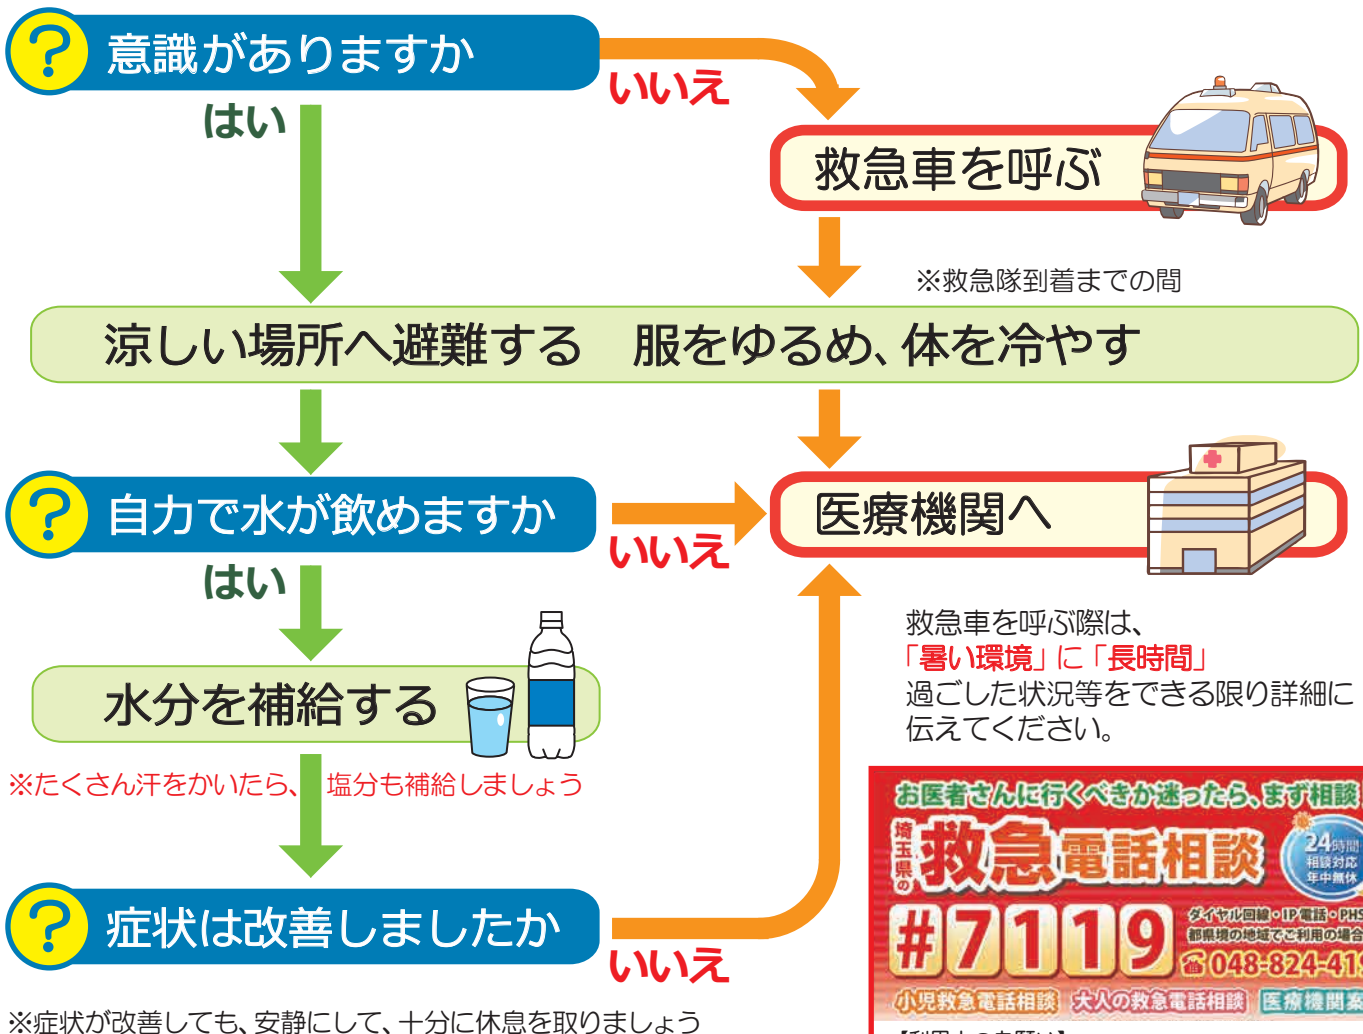 意識がありますか
いいえ
はい
救急車を呼ぶ
※救急隊到着までの間
涼しい場所へ避難する 服をゆるめ、体を冷やす
自力で水が飲めますか
いいえ
はい
医療機関へ
救急車を呼ぶ際は、
「暑い環境」に「長時間」
過ごした状況等をできる限り詳細に
伝えてください。
水分を補給する
※たくさん汗をかいたら、塩分も補給しましょう
症状は改善しましたか
いいえ
※症状が改善しても、安静にして、十分に休息を取りましょう
お医者さんに行くべきか迷ったら、まず相談
埼玉県の
救急電話相談
24時間
相談対応
年中無休
#7119
ダイヤル回線・IP電話・PHS
都県境の地域でご利用の場合
048-824-41
小児救急電話相談 大人の救急電話相談 医療機関案